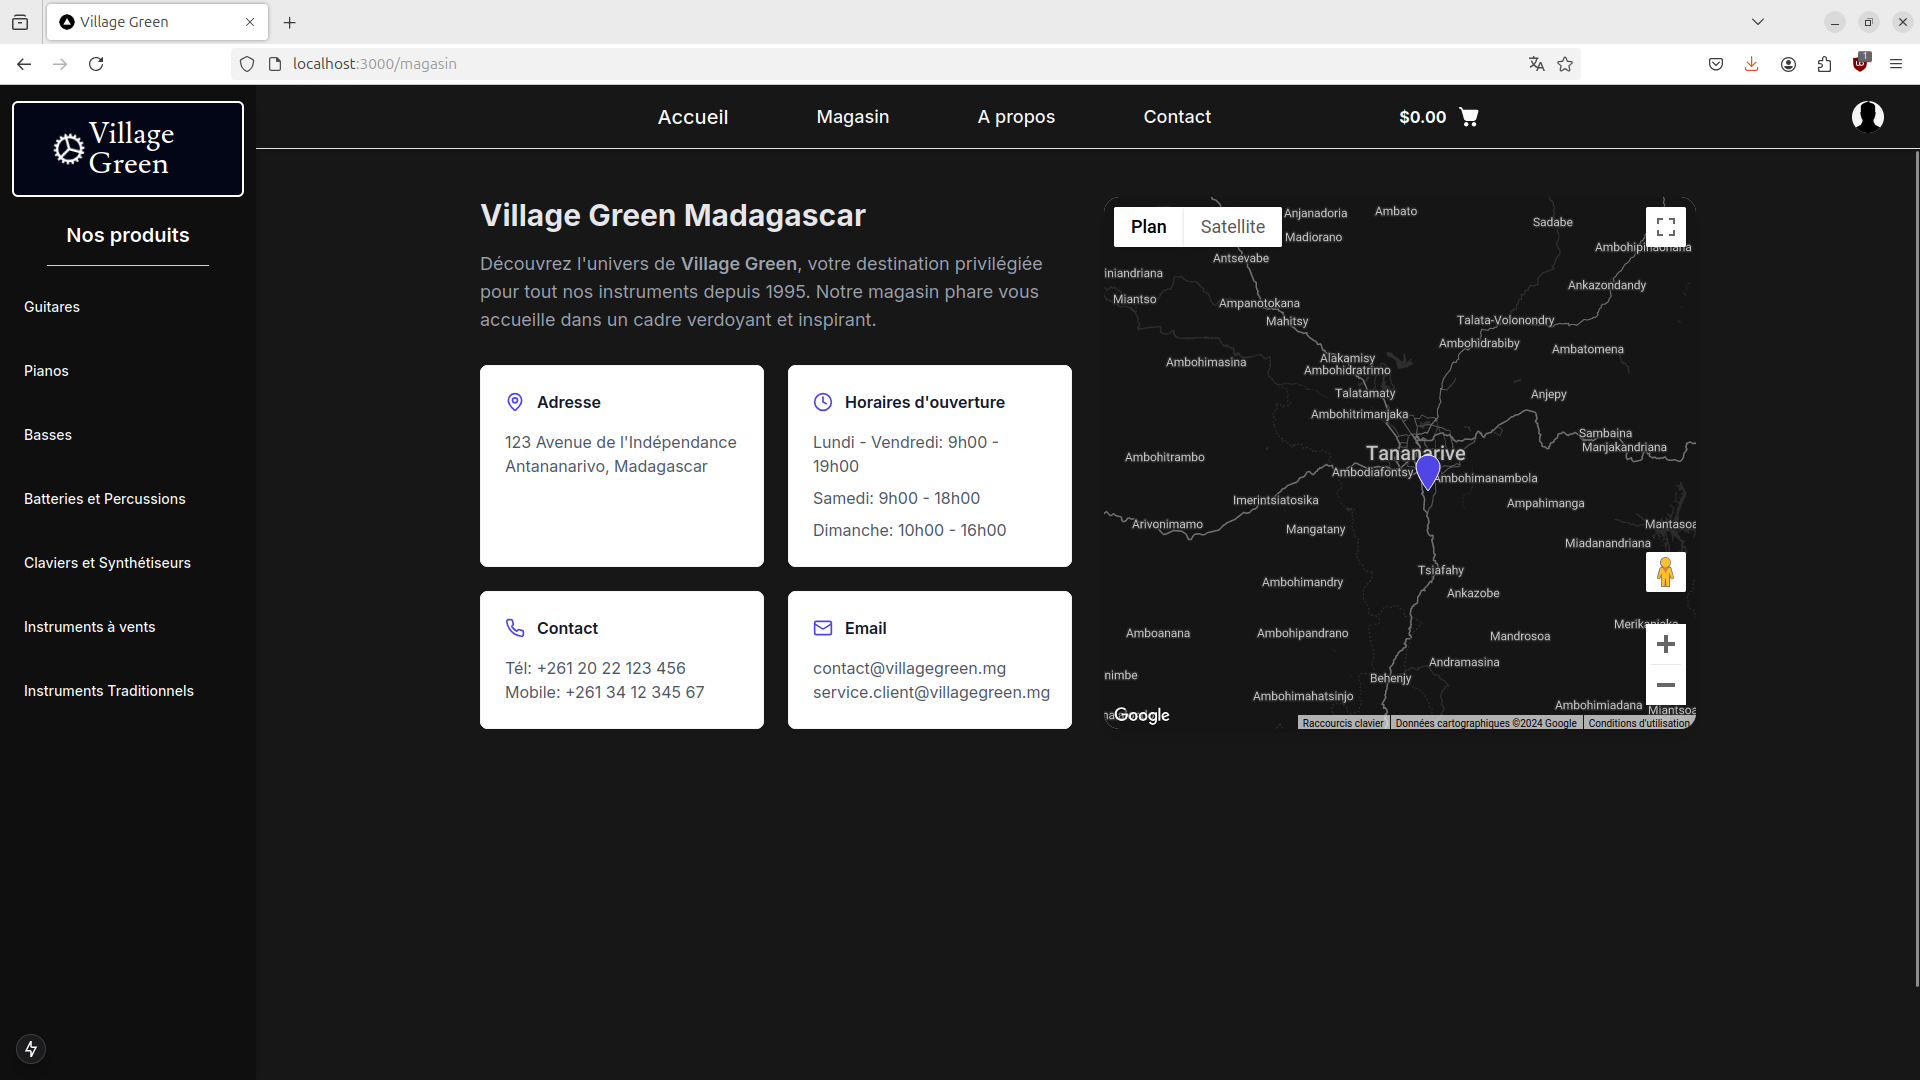 Village Green
localhost:3000/magasin
1
Village
Green
Accueil
Magasin
A propos
Contact
$0.00
Nos produits
Guitares
Pianos
Basses
Batteries et Percussions
Claviers et Synthétiseurs
Instruments à vents
Instruments Traditionnels
Village Green Madagascar
Découvrez l'univers de Village Green, votre destination privilégiée
pour tout nos instruments depuis 1995. Notre magasin phare vous
accueille dans un cadre verdoyant et inspirant.
Adresse
123 Avenue de l'Indépendance
Antananarivo, Madagascar
Horaires d'ouverture
Lundi - Vendredi: 9h00 -
19h00
Samedi: 9h00 - 18h00
Dimanche: 10h00 - 16h00
Contact
Tél: +261 20 22 123 456
Mobile: +261 34 12 345 67
Email
contact@villagegreen.mg
service.client@villagegreen.mg
Plan
Satellite
Anjanadoria
Ambato
Sadabe
Madiorano
Antsevabe
iniandriana
Ankazondandy
Miantso
Ampanotokana
Mahitsy
Talata-Volonondry
Ambohidrabiby
Ambatomena
Ambohimasina
Alakamisy
Ambohidratrimo
Talatamaty
Anjepy
Ambohitrimanjaka
Sambaina
Manjakandriana
Tananarive
Ambohitrambo
Ambodiafontsy
Ambohimanambola
Imerintsiatosika
Ampahimanga
Arivonimamo
Mangatany
Mantasoa
Miadanandriana
Tsiafahy
Ambohimandry
Ankazobe
Amboanana
Ambohipandrano
Mandrosoa
Andramasina
nimbe
Behenjy
Ambohimahatsinjo
Ambohimiadana
Miantsoa
Google
Raccourcis clavier
Données cartographiques ©2024 Google
Conditions d'utilisation